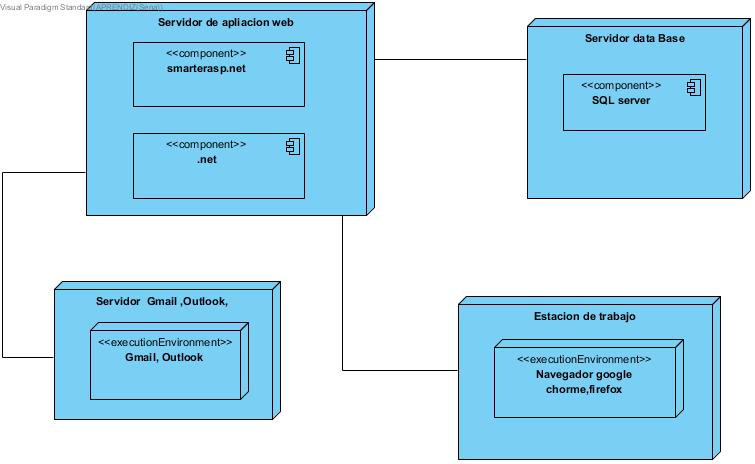 Visual Paradigm Standard (APRENDIZ(Sena))
Servidor de apliacion web
<<component>>
smarterasp.net
<<component>>
.net
Servidor data Base
<<component>>
SQL server
Servidor Gmail ,Outlook,
<<executionEnvironment>>
Gmail, Outlook
Estacion de trabajo
<<executionEnvironment>>
Navegador google
chorme,firefox